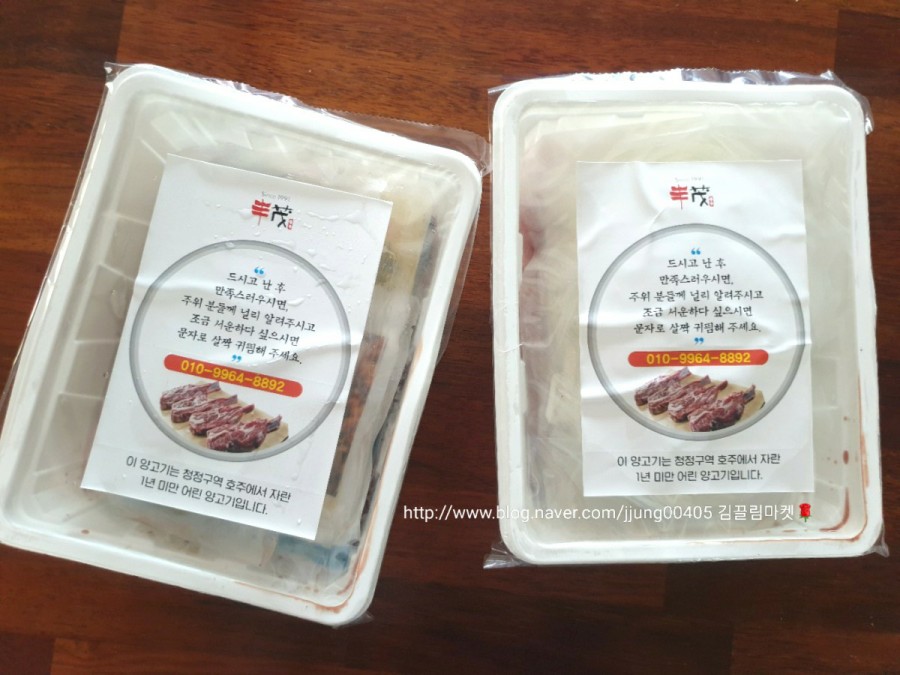 茂
“
드시고 난 후
만족스러우시면,
주위 분들께 널리 알려주시고
조금 서운하다 싶으시면
문자로 살짝 귀띔해 주세요.
”
010-9964-8892
이 양고기는 청정구역 호주에서 자란
1년 미만 어린 양고기입니다.
茂
“
드시고 난 후
만족스러우시면,
주위 분들께 널리 알려주시고
조금 서운하다 싶으시면
문자로 살짝 귀띔해 주세요.
”
010-9964-8892
이 양고기는 청정구역 호주에서 자란
1년 미만 어린 양고기입니다.
http://www.blog.naver.com/jjung00405 김끌림마켓🌹